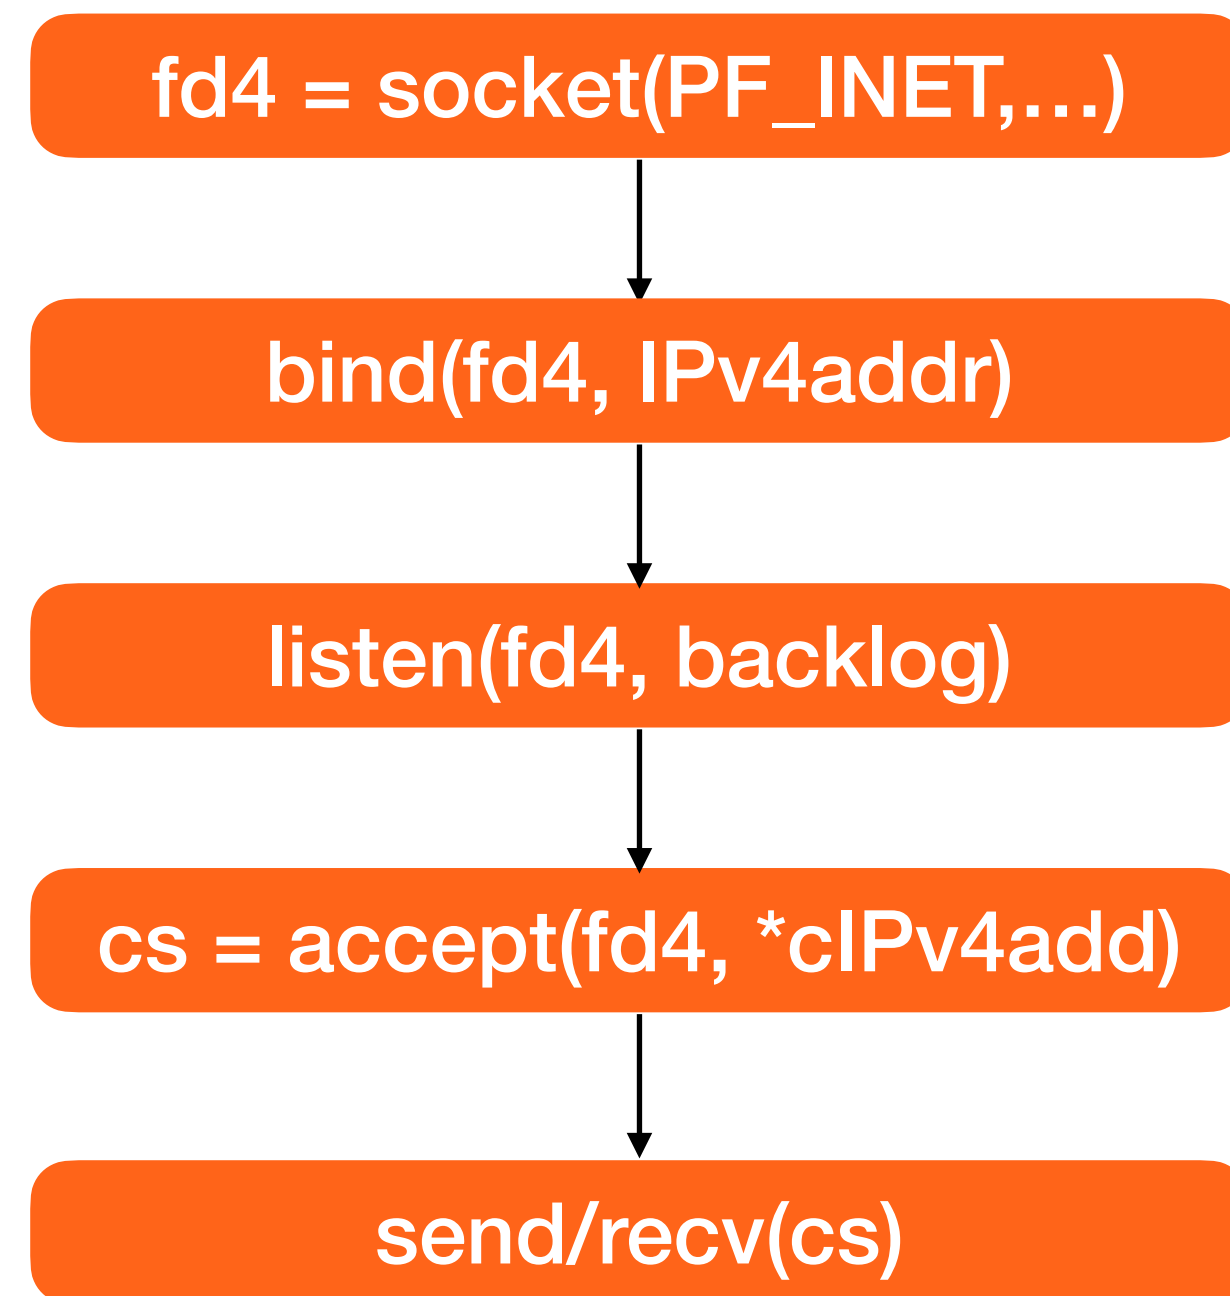 fd4 = socket(PF_INET,…)
bind(fd4, IPv4addr)
listen(fd4, backlog)
cs = accept(fd4, *cIPv4add)
send/recv(cs)